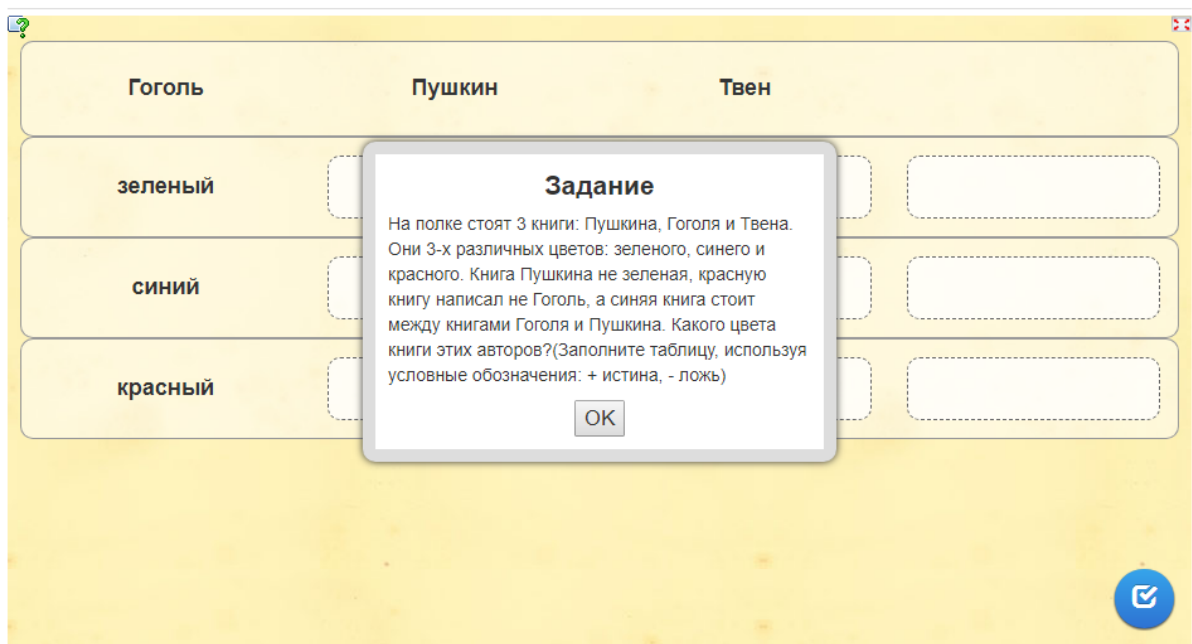 Гоголь Пушкин Твен
зеленый
синий
красный
Задание
На полке стоят 3 книги: Пушкина, Гоголя и Твена.
Они 3-х различных цветов: зеленого, синего и
красного. Книга Пушкина не зеленая, красную
книгу написал не Гоголь, а синяя книга стоит
между книгами Гоголя и Пушкина. Какого цвета
книги этих авторов?(Заполните таблицу, используя
условные обозначения: + истина, - ложь)
OK